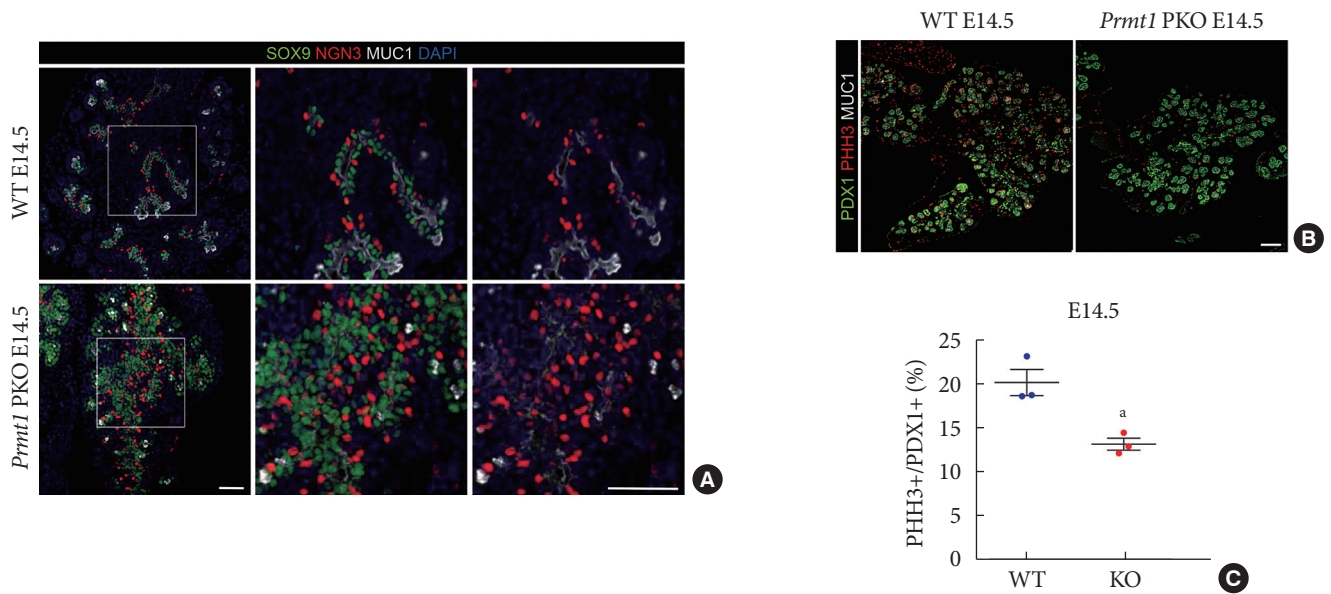 SOX9 NGN3 MUC1 DAPI
WT E14.5
Prmt1 PKO E14.5
A
WT E14.5
Prmt1 PKO E14.5
PDX1 PHH3 MUC1
B
E14.5
PHH3+/PDX1+ (%)
25
20
15
10
5
0
a
WT
KO
C